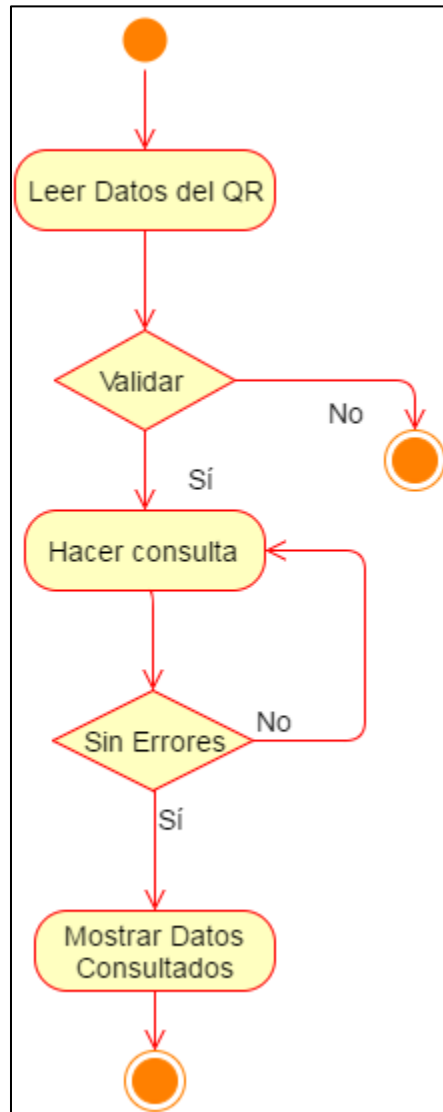 Leer Datos del QR
Validar
No
Sí
Hacer consulta
Sin Errores
No
Sí
Mostrar Datos
Consultados